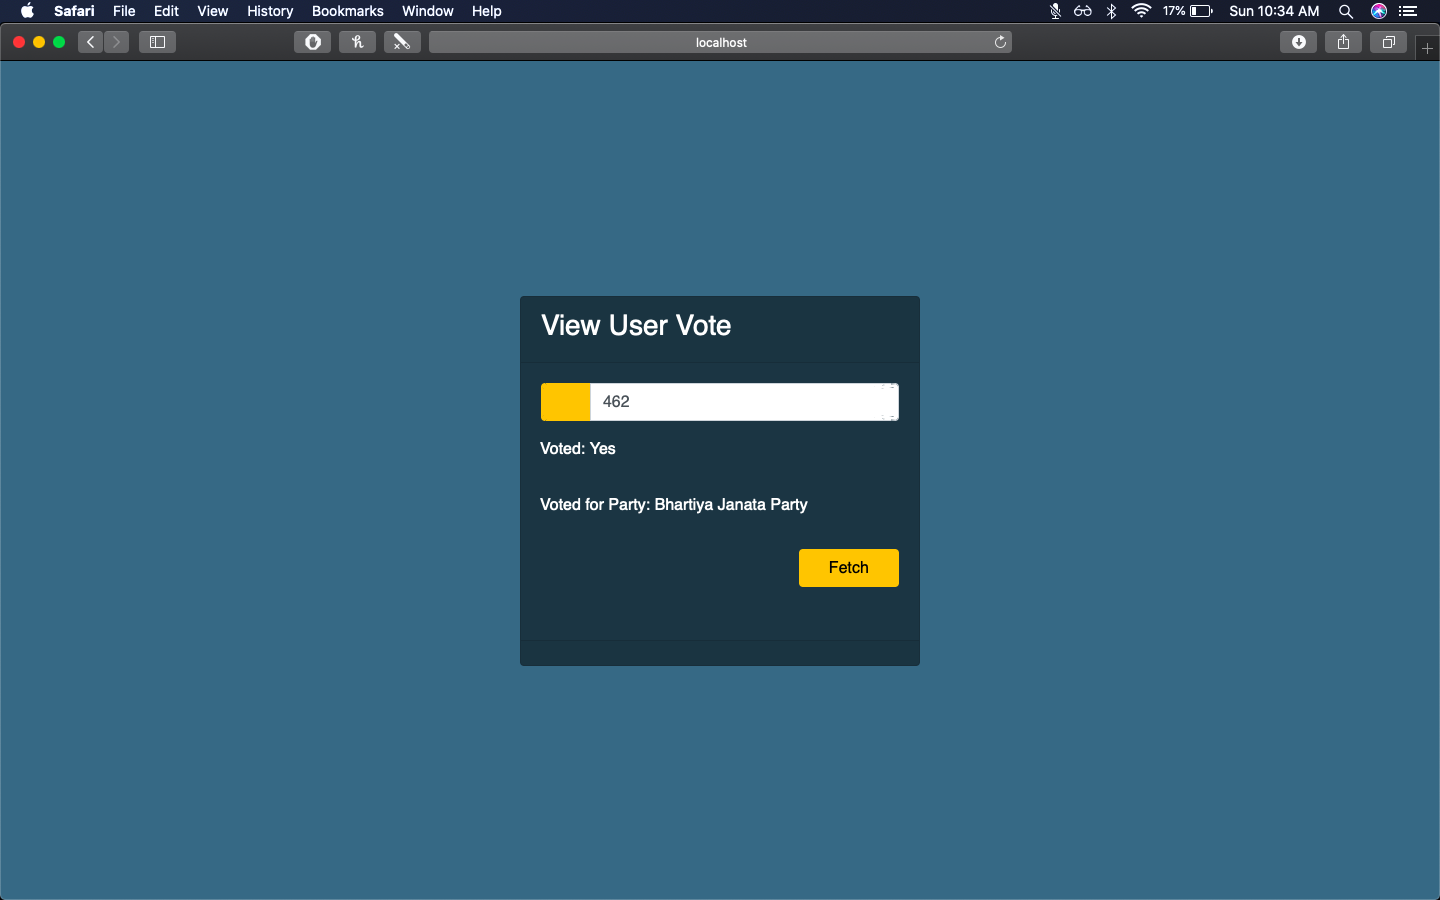 Safari File Edit View History Bookmarks Window Help 17% Sun 10:34 AM
localhost
View User Vote
462
Voted: Yes
Voted for Party: Bhartiya Janata Party
Fetch